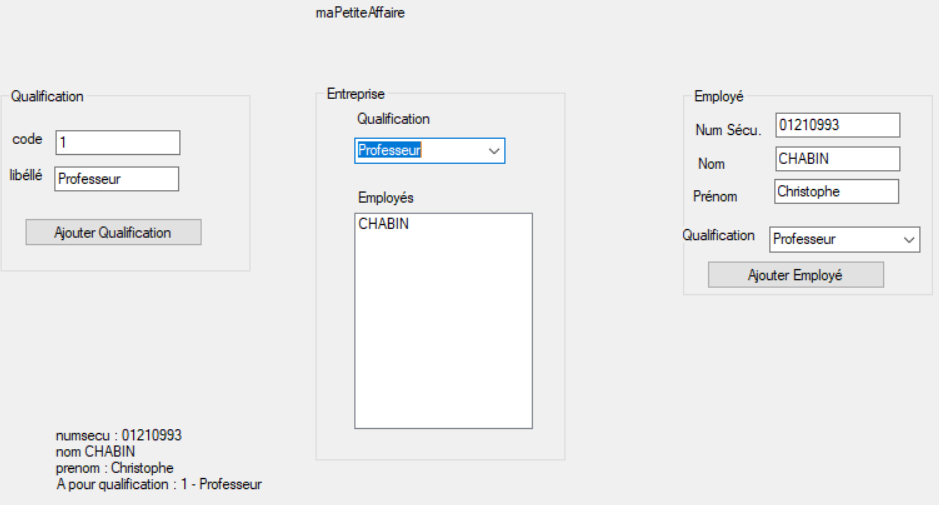 maPetiteAffaire
Qualification
code 1
libéllé Professeur
Ajouter Qualification
Entreprise
Qualification
Professeur
Employés
CHABIN
Employé
Num Sécu. 01210993
Nom CHABIN
Prénom Christophe
Qualification Professeur
Ajouter Employé
numsecu : 01210993
nom CHABIN
prenom : Christophe
A pour qualification : 1 - Professeur